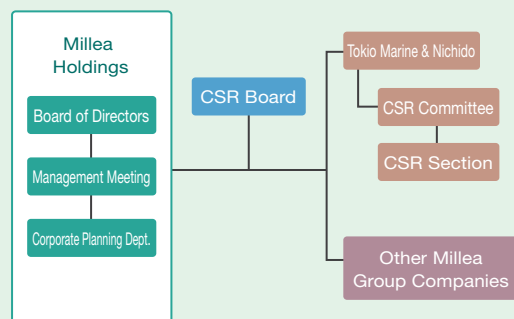 Millea
Holdings
Board of Directors
Management Meeting
Corporate Planning Dept.
CSR Board
Tokio Marine & Nichido
CSR Committee
CSR Section
Other Millea
Group Companies